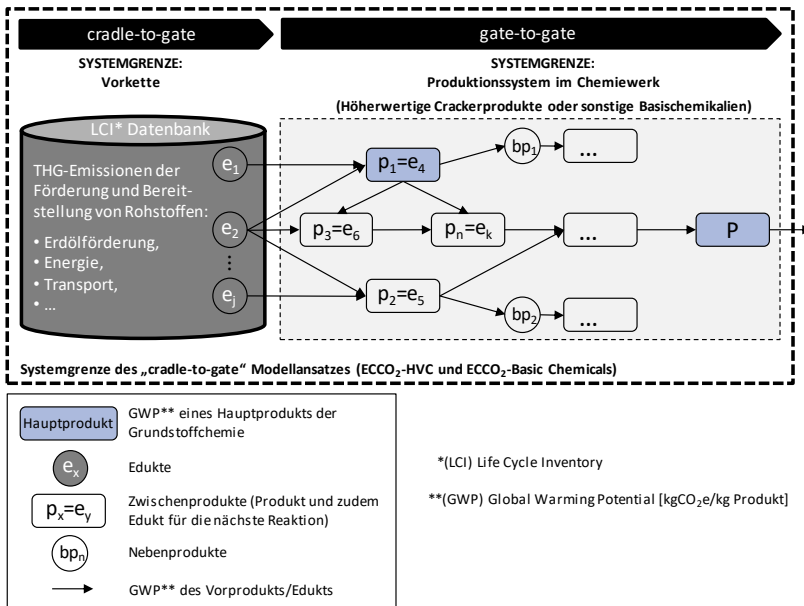 cradle-to-gate
gate-to-gate
SYSTEMGRENZE:
Vorkette
SYSTEMGRENZE:
Produktionssystem im Chemiewerk
(Höherwertige Crackerprodukte oder sonstige Basischemikalien)
LCI* Datenbank
THG-Emissionen der
Förderung und Bereit-
stellung von Rohstoffen:
• Erdölförderung,
• Energie,
• Transport,
• ...
e₁
e₂
⋮
eⱼ
p₁=e₄
bp₁
...
p₃=e₆
pₙ=eₖ
...
P
p₂=e₅
bp₂
...
Systemgrenze des „cradle-to-gate“ Modellansatzes (ECCO₂-HVC und ECCO₂-Basic Chemicals)
Hauptprodukt
GWP** eines Hauptprodukts der
Grundstoffchemie
eₓ
Edukte
pₓ=e_y
Zwischenprodukte (Produkt und zudem
Edukt für die nächste Reaktion)
bpₙ
Nebenprodukte
GWP** des Vorprodukts/Edukts
*(LCI) Life Cycle Inventory
**(GWP) Global Warming Potential [kgCO₂e/kg Produkt]